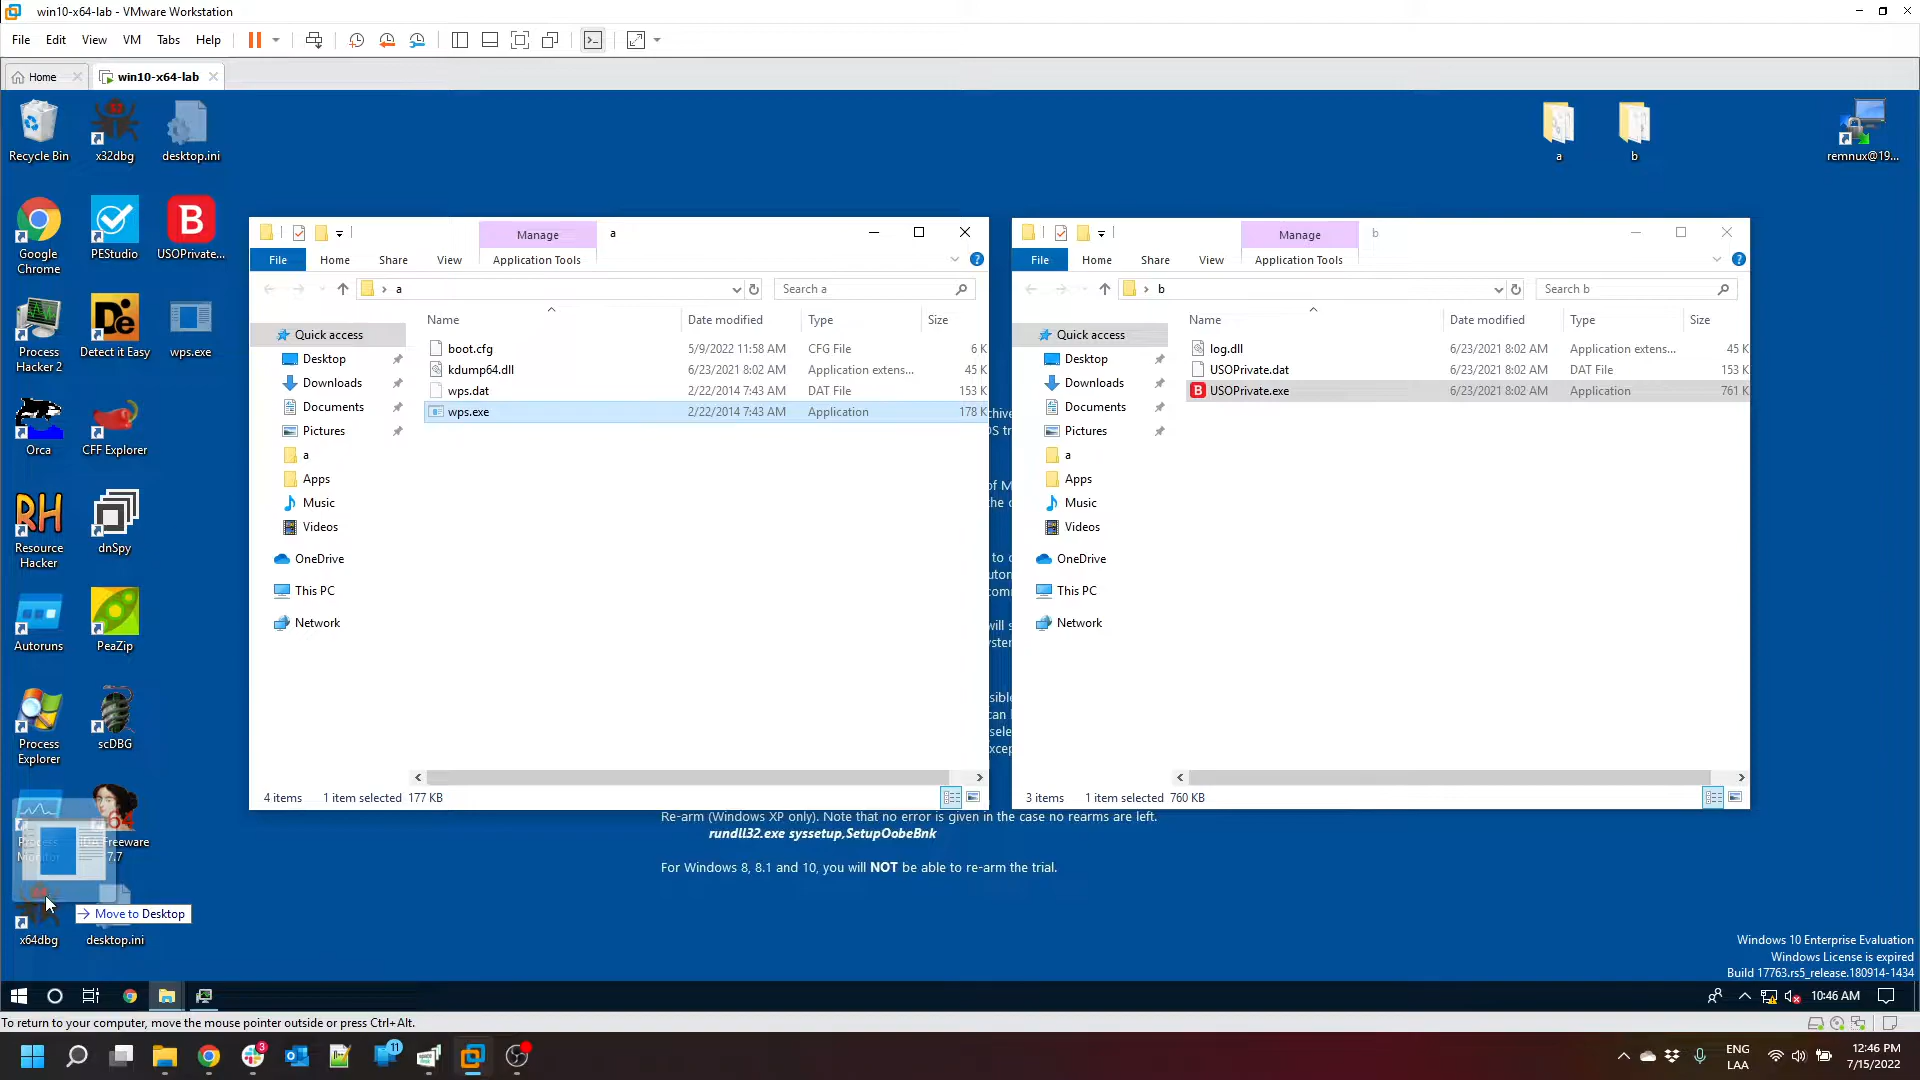 win10-x64-lab - VMware Workstation
File Edit View VM Tabs Help
Home win10-x64-lab
Recycle Bin x32dbg desktop.ini
a b remnux@19...
Google Chrome PEStudio USOPrivate...
Process Hacker 2 Detect it Easy wps.exe
Orca CFF Explorer
Resource Hacker dnSpy
Autoruns PeaZip
Process Explorer scDBG
Process Monitor Freeware 7.7
x64dbg desktop.ini
Move to Desktop
Manage a
File Home Share View Application Tools
a Search a
Name Date modified Type Size
Quick access
Desktop
Downloads
Documents
Pictures
a
Apps
Music
Videos
OneDrive
This PC
Network
boot.cfg 5/9/2022 11:58 AM CFG File 6 K
kdump64.dll 6/23/2021 8:02 AM Application extens... 45 K
wps.dat 2/22/2014 7:43 AM DAT File 153 K
wps.exe 2/22/2014 7:43 AM Application 178 K
4 items 1 item selected 177 KB
Manage b
File Home Share View Application Tools
b Search b
Name Date modified Type Size
Quick access
Desktop
Downloads
Documents
Pictures
a
Apps
Music
Videos
OneDrive
This PC
Network
log.dll 6/23/2021 8:02 AM Application extens... 45 K
USOPrivate.dat 6/23/2021 8:02 AM DAT File 153 K
USOPrivate.exe 6/23/2021 8:02 AM Application 761 K
3 items 1 item selected 760 KB
Re-arm (Windows XP only). Note that no error is given in the case no rearms are left.
rundll32.exe syssetup,SetupOobeBnk
For Windows 8, 8.1 and 10, you will NOT be able to re-arm the trial.
Windows 10 Enterprise Evaluation
Windows License is expired
Build 17763.rs5_release.180914-1434
10:46 AM
To return to your computer, move the mouse pointer outside or press Ctrl+Alt.
3
11
ENG
LAA
12:46 PM
7/15/2022